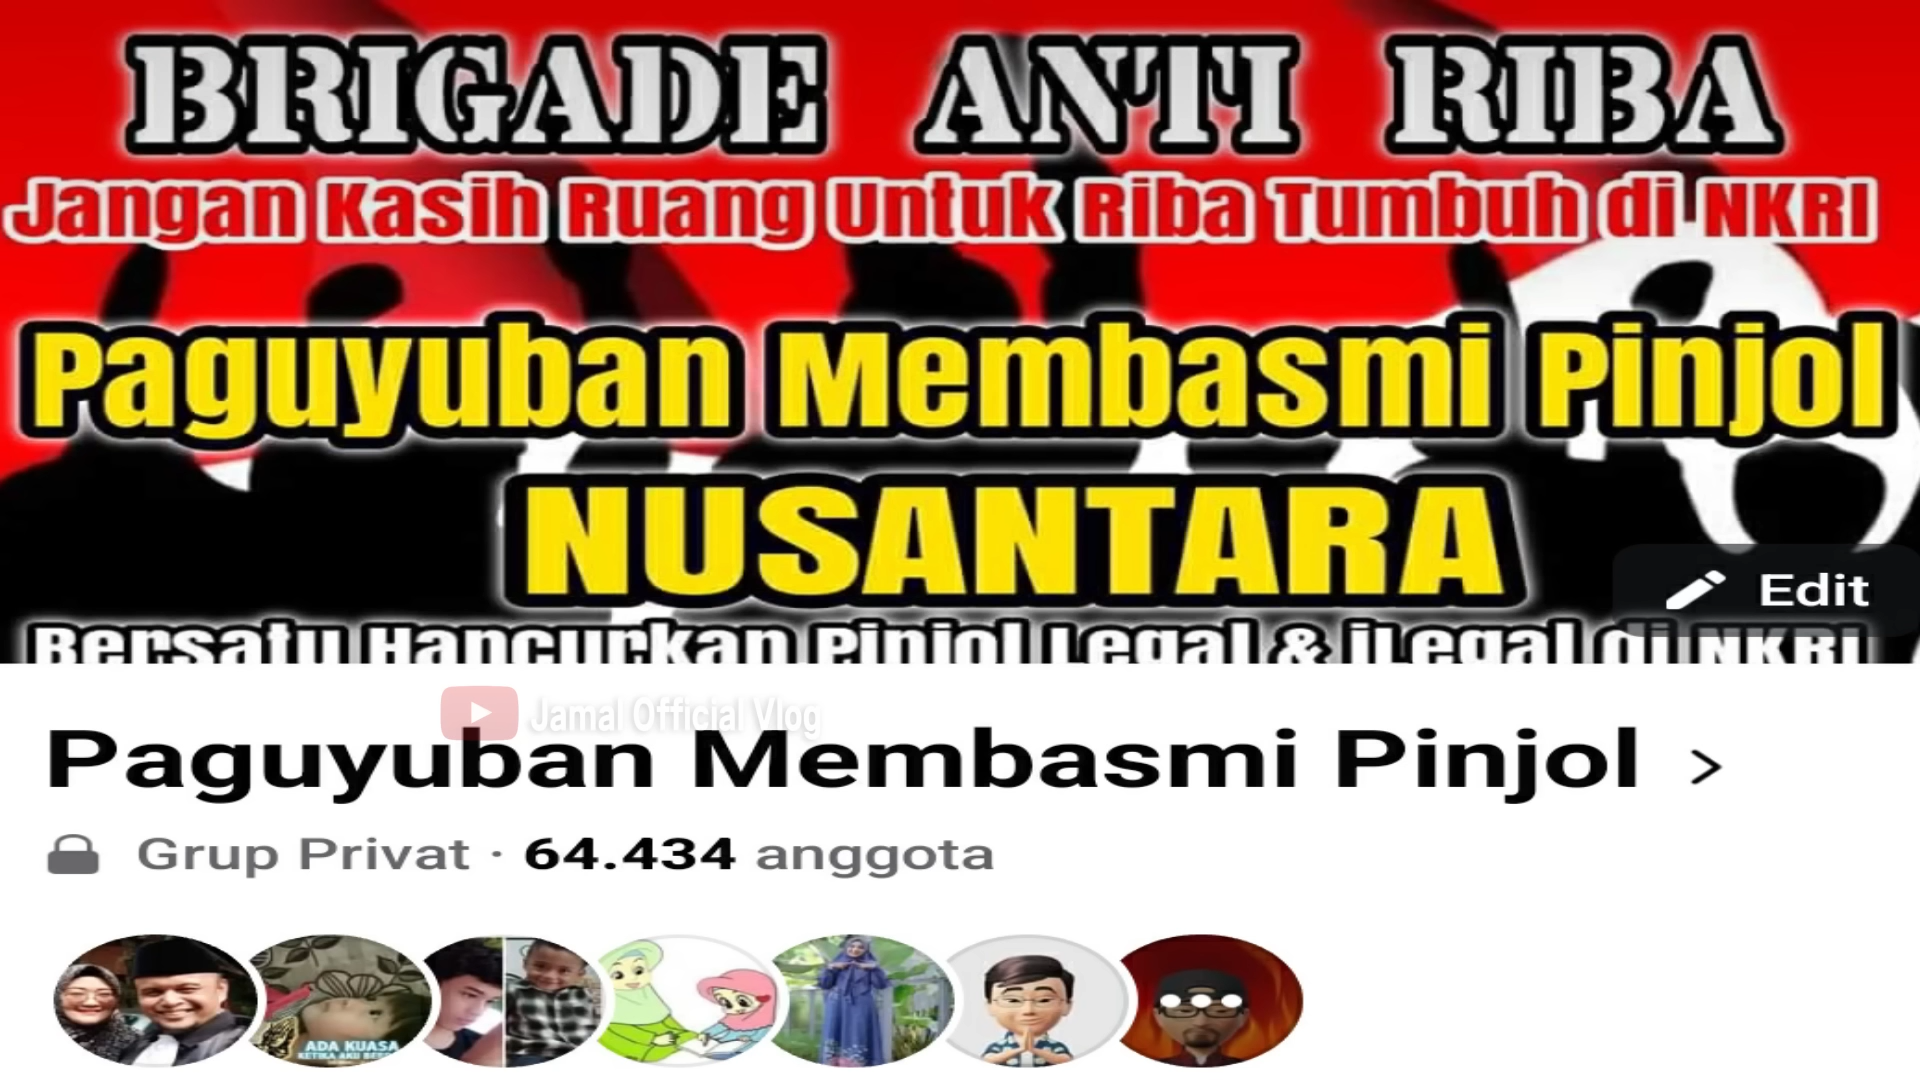 BRIGADE ANTI RIBA
Jangan Kasih Ruang Untuk Riba Tumbuh di NKRI
Paguyuban Membasmi Pinjol
NUSANTARA
Edit
Bersatu Hancurkan Pinjol Legal & iLegal di NKRI
Jamal Official Vlog
Paguyuban Membasmi Pinjol >
Grup Privat · 64.434 anggota
ADA KUASA